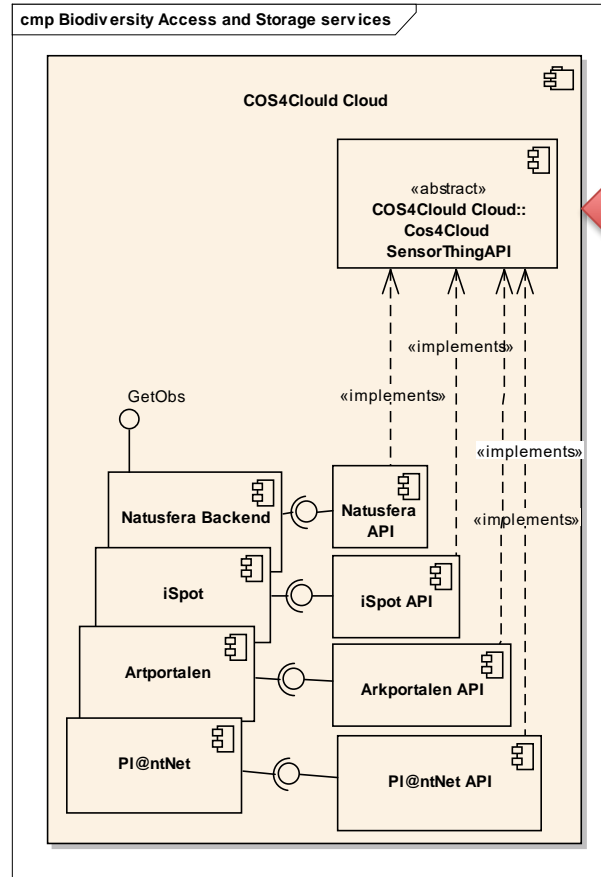 cmp Biodiversity Access and Storage services
COS4Clould Cloud
«abstract»
COS4Clould Cloud::
Cos4Cloud
SensorThingAPI
«implements»
«implements»
GetObs
«implements»
Natusfera Backend
Natusfera
API
«implements»
iSpot
iSpot API
Artportalen
Arkportalen API
Pl@ntNet
Pl@ntNet API